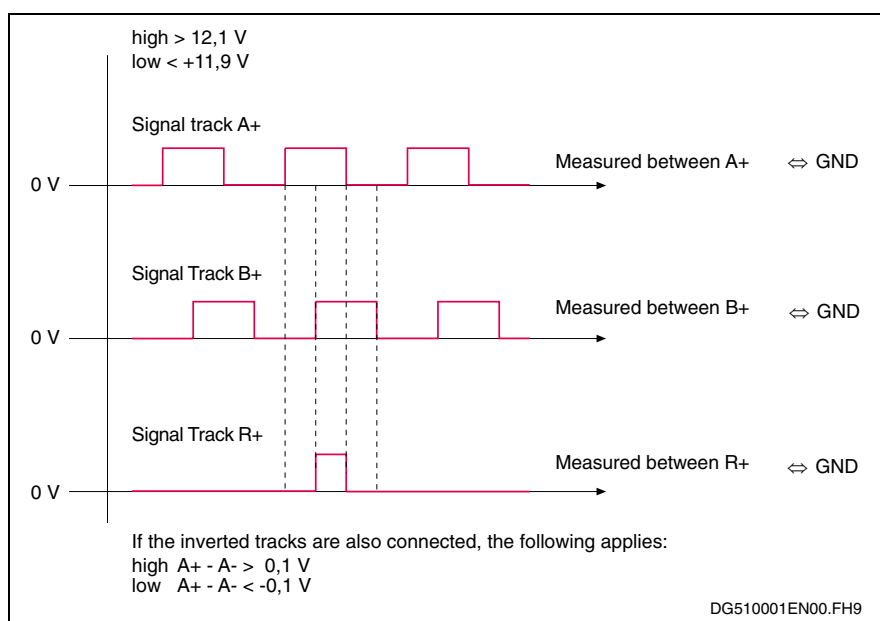 high > 12,1 V
low < +11,9 V
Signal track A+
Measured between A+ ⇔ GND
0 V
Signal Track B+
Measured between B+ ⇔ GND
0 V
Signal Track R+
Measured between R+ ⇔ GND
0 V
If the inverted tracks are also connected, the following applies:
high A+ - A- > 0,1 V
low A+ - A- < -0,1 V
DG510001EN00.FH9